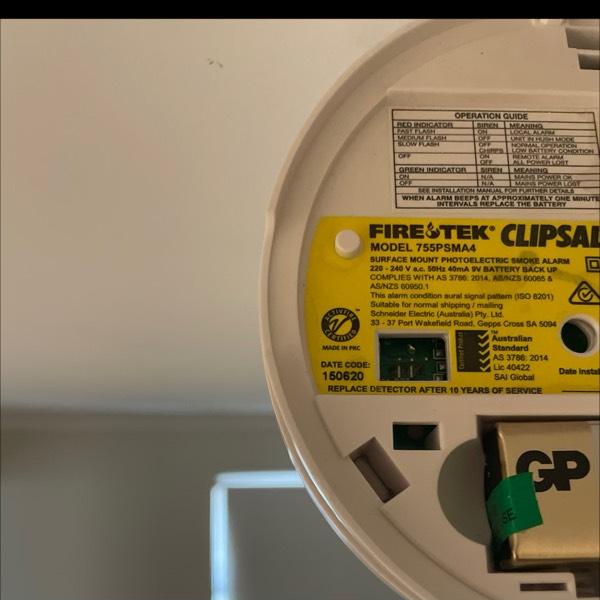 OPERATION GUIDE
RED INDICATOR SIREN MEANING
FAST FLASH ON LOCAL ALARM
MEDIUM FLASH OFF UNIT IN HUSH MODE
SLOW FLASH OFF NORMAL OPERATION
CHIRPS LOW BATTERY CONDITION
OFF ON REMOTE ALARM
OFF ALL POWER LOST
GREEN INDICATOR SIREN MEANING
ON N/A MAINS POWER OK
OFF N/A MAINS POWER LOST
SEE INSTALLATION MANUAL FOR FURTHER DETAILS
WHEN ALARM BEEPS AT APPROXIMATELY ONE MINUTE
INTERVALS REPLACE THE BATTERY
FIRETEK® CLIPSAL
MODEL 755PSMA4
SURFACE MOUNT PHOTOELECTRIC SMOKE ALARM
220 - 240 V a.c. 50Hz 40mA 9V BATTERY BACK UP
COMPLIES WITH AS 3786: 2014, AS/NZS 60065 &
AS/NZS 60950.1
This alarm condition aural signal pattern (ISO 8201)
Suitable for normal shipping / mailing
Schneider Electric (Australia) Pty. Ltd.
33 - 37 Port Wakefield Road, Gepps Cross SA 5094
MADE IN PRC
Australian
Standard
AS 3786: 2014
Lic 40422
SAI Global
DATE CODE:
150620
Date instal
REPLACE DETECTOR AFTER 10 YEARS OF SERVICE
GP
SE